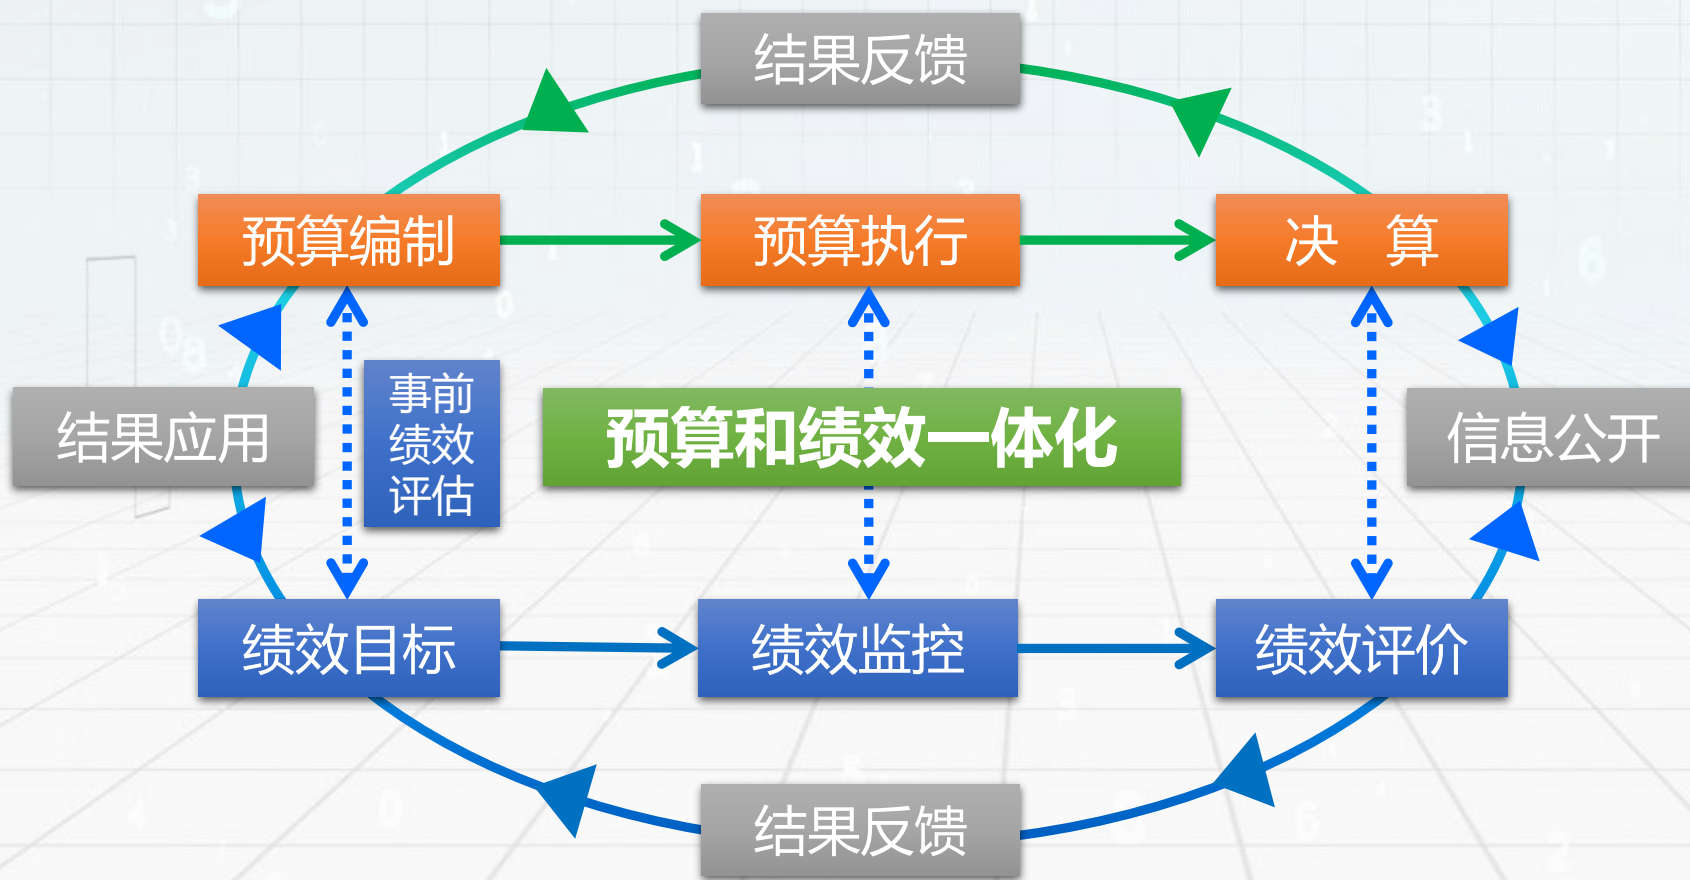 结果反馈
预算编制
预算执行
决 算
结果应用
事前
绩效
评估
预算和绩效一体化
信息公开
绩效目标
绩效监控
绩效评价
结果反馈